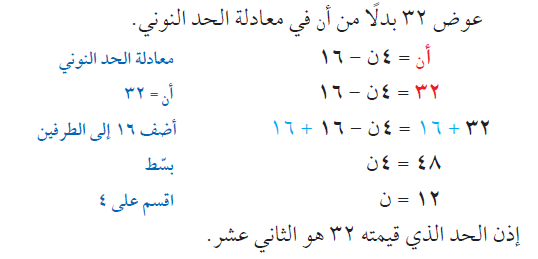 عوض ٣٢ بدلًا من أن في معادلة الحد النوني.
أن = ٤ن – ١٦ معادلة الحد النوني
٣٢ = ٤ن – ١٦ أن = ٣٢
٣٢ + ١٦ = ٤ن – ١٦ + ١٦ أضف ١٦ إلى الطرفين
٤٨ = ٤ن بسّط
١٢ = ن اقسم على ٤
إذن الحد الذي قيمته ٣٢ هو الثاني عشر.